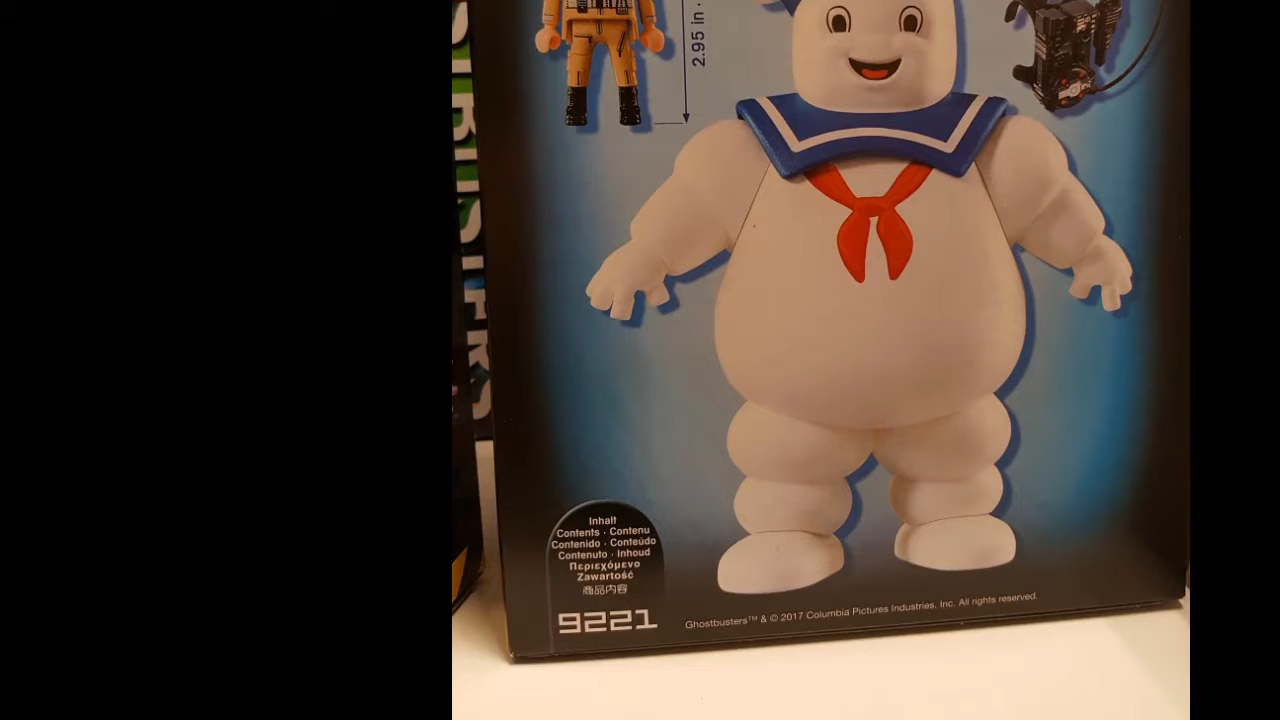 2.95 in ·
Inhalt
Contents · Contenu
Contenido · Conteúdo
Contenuto · Inhoud
Περιεχόμενο
Zawartość
商品内容
9221
Ghostbusters™ & © 2017 Columbia Pictures Industries, Inc. All rights reserved.